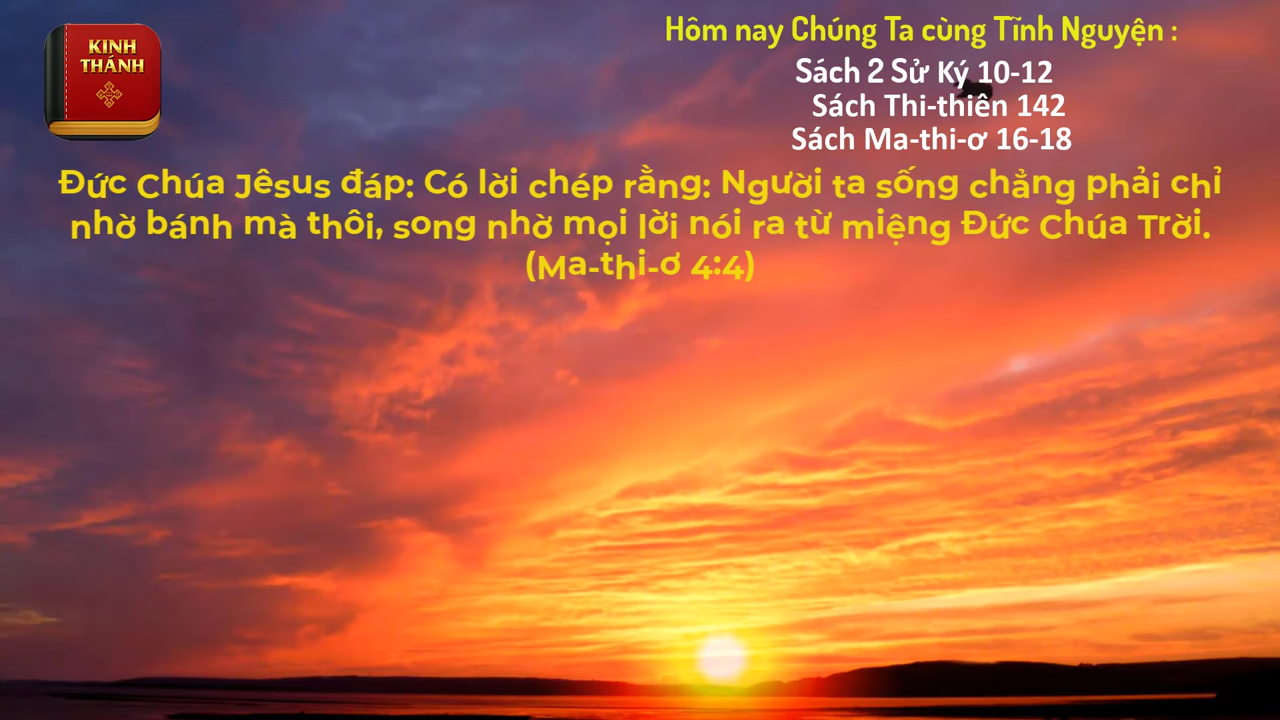 KINH
THÁNH
Hôm nay Chúng Ta cùng Tĩnh Nguyện :
Sách 2 Sử Ký 10-12
Sách Thi-thiên 142
Sách Ma-thi-ơ 16-18
Đức Chúa Jêsus đáp: Có lời chép rằng: Người ta sống chẳng phải chỉ
nhờ bánh mà thôi, song nhờ mọi lời nói ra từ miệng Đức Chúa Trời.
(Ma-thi-ơ 4:4)